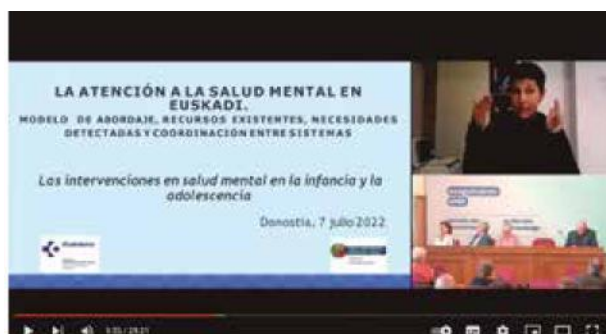 LA ATENCIÓN A LA SALUD MENTAL EN
EUSKADI.
MODELO DE ABORDAJE, RECURSOS EXISTENTES, NECESIDADES
DETECTADAS Y COORDINACIÓN ENTRE SISTEMAS
Las intervenciones en salud mental en la infancia y la
adolescencia
Donostia, 7 julio 2022